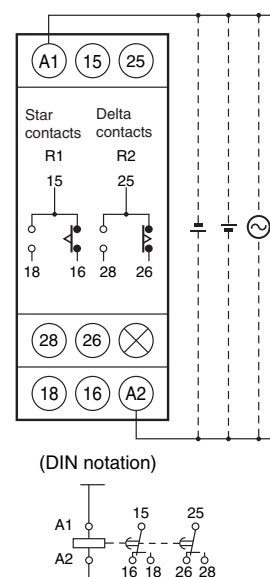 A1 15 25
Star contacts Delta contacts
R1 R2
15 25
18 16 28 26
28 26
18 16 A2
(DIN notation)
A1 15 25
A2
16 18 26 28